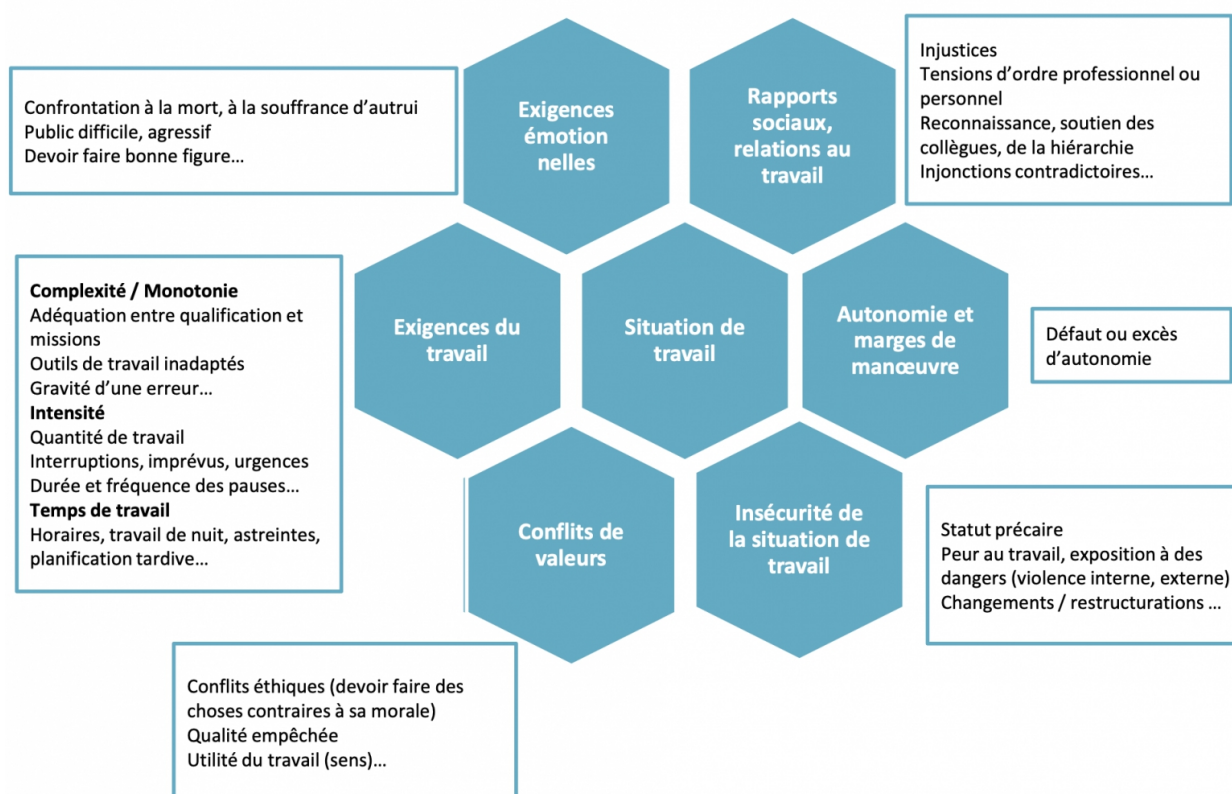 Confrontation à la mort, à la souffrance d’autrui
Public difficile, agressif
Devoir faire bonne figure…
Exigences
émotion
nelles
Rapports
sociaux,
relations au
travail
Injustices
Tensions d’ordre professionnel ou
personnel
Reconnaissance, soutien des
collègues, de la hiérarchie
Injonctions contradictoires…
Complexité / Monotonie
Adéquation entre qualification et
missions
Outils de travail inadaptés
Gravité d’une erreur…
Intensité
Quantité de travail
Interruptions, imprévus, urgences
Durée et fréquence des pauses…
Temps de travail
Horaires, travail de nuit, astreintes,
planification tardive…
Exigences du
travail
Situation de
travail
Autonomie et
marges de
manœuvre
Défaut ou excès
d’autonomie
Conflits de
valeurs
Insécurité de
la situation de
travail
Statut précaire
Peur au travail, exposition à des
dangers (violence interne, externe)
Changements / restructurations …
Conflits éthiques (devoir faire des
choses contraires à sa morale)
Qualité empêchée
Utilité du travail (sens)…